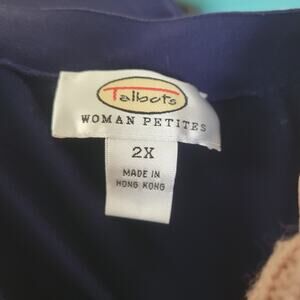 Talbots
WOMAN PETITES
2X
MADE IN
HONG KONG